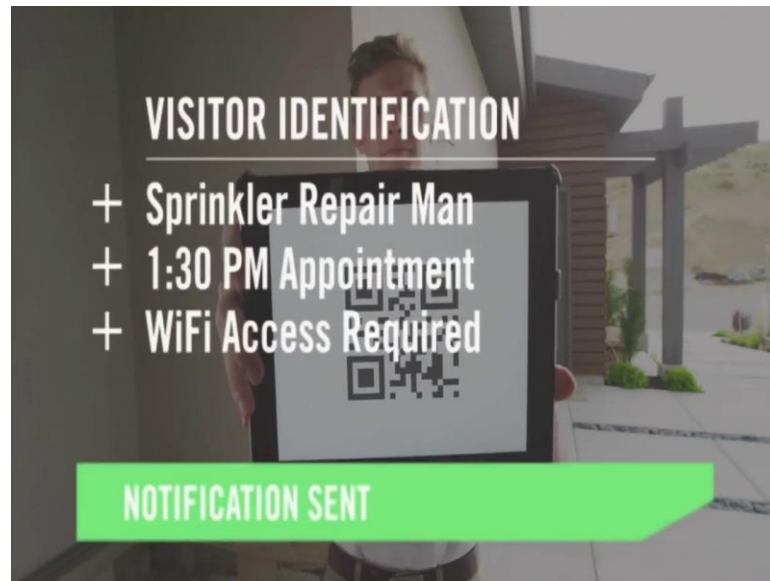 VISITOR IDENTIFICATION
+ Sprinkler Repair Man
+ 1:30 PM Appointment
+ WiFi Access Required
NOTIFICATION SENT